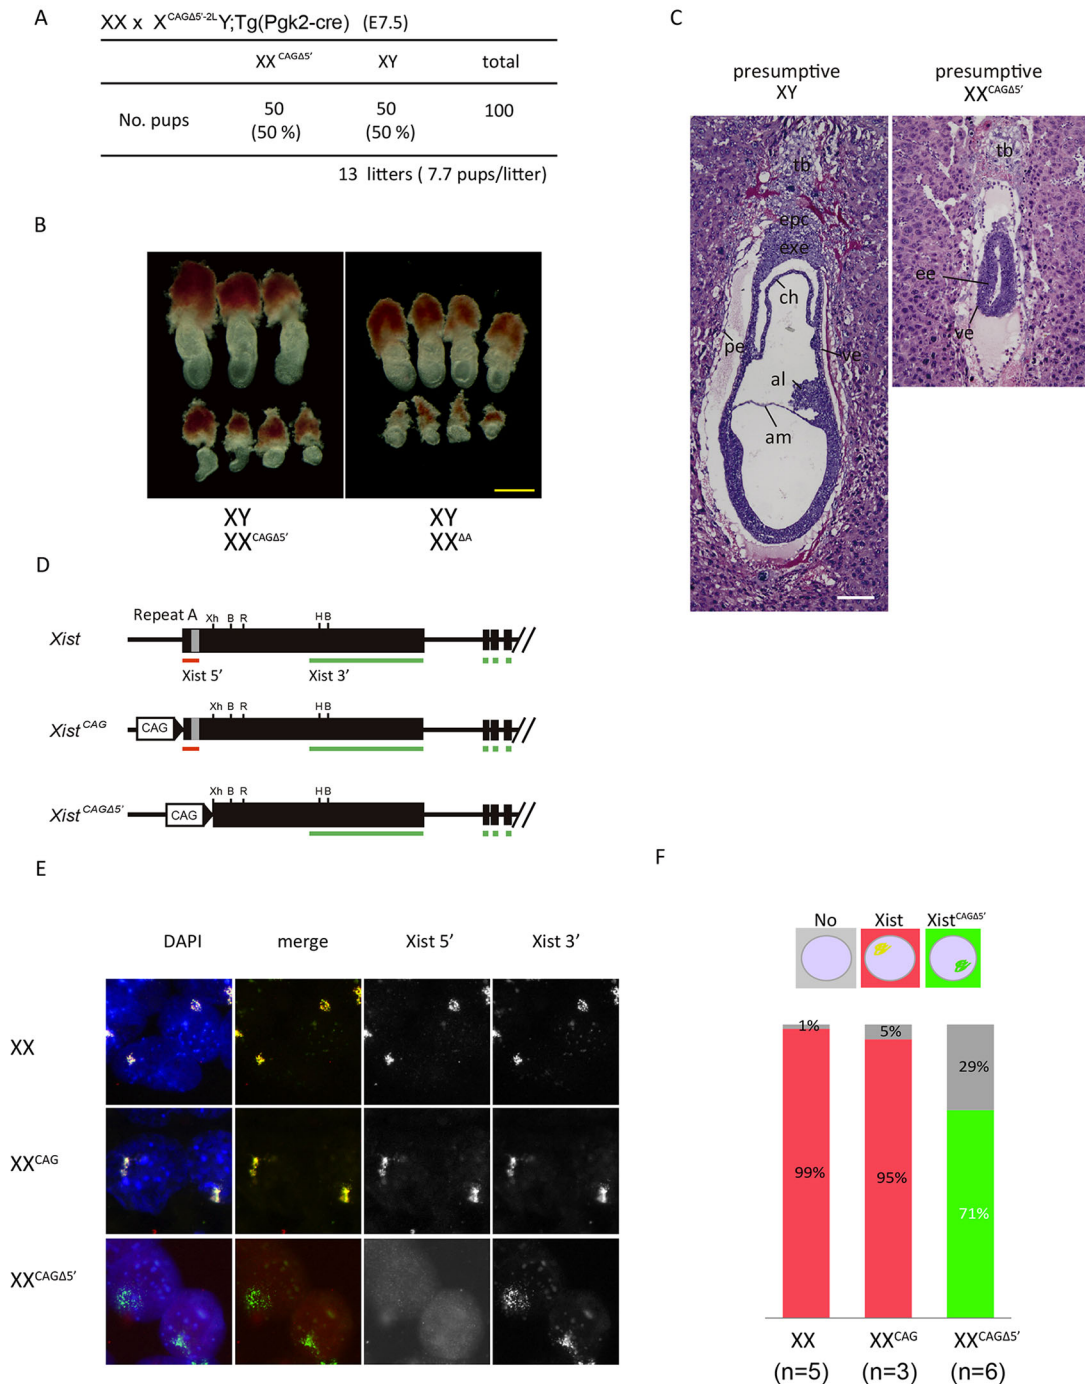 A
XX x X^CAGΔ5'-2L Y;Tg(Pgk2-cre) (E7.5)
XX^CAGΔ5' XY total
No. pups 50 (50 %) 50 (50 %) 100
13 litters ( 7.7 pups/litter)
B
XY XY
XX^CAGΔ5' XX^ΔA
C
presumptive XY
presumptive XX^CAGΔ5'
tb
epc
exe
ch
pe
ve
al
am
tb
ee
ve
D
Repeat A
Xist Xh B R H B
Xist 5' Xist 3'
Xist^CAG CAG Xh B R H B
Xist^CAGΔ5' CAG Xh B R H B
E
DAPI merge Xist 5' Xist 3'
XX
XX^CAG
XX^CAGΔ5'
F
No Xist Xist^CAGΔ5'
1% 5% 29%
99% 95% 71%
XX XX^CAG XX^CAGΔ5'
(n=5) (n=3) (n=6)